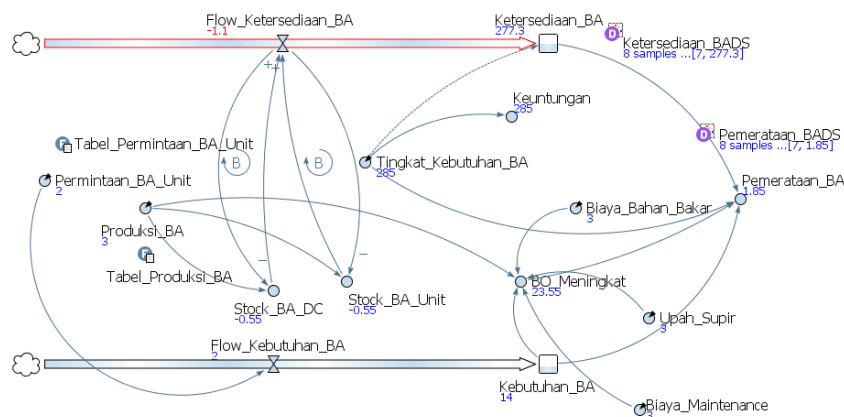 Flow_Ketersediaan_BA
-1.1
Ketersediaan_BA
277.3
D
Ketersediaan_BADS
8 samples ...[7, 277.3]
Keuntungan
285
F
Tabel_Permintaan_BA_Unit
B
B
Tingkat_Kebutuhan_BA
285
D
Pemerataan_BADS
8 samples ...[7, 1.85]
Permintaan_BA_Unit
2
Pemerataan_BA
1.85
Produksi_BA
3
Biaya_Bahan_Bakar
3
F
Tabel_Produksi_BA
Stock_BA_DC
-0.55
Stock_BA_Unit
-0.55
BO_Meningkat
23.55
Upah_Supir
3
Flow_Kebutuhan_BA
2
Kebutuhan_BA
14
Biaya_Maintenance
3